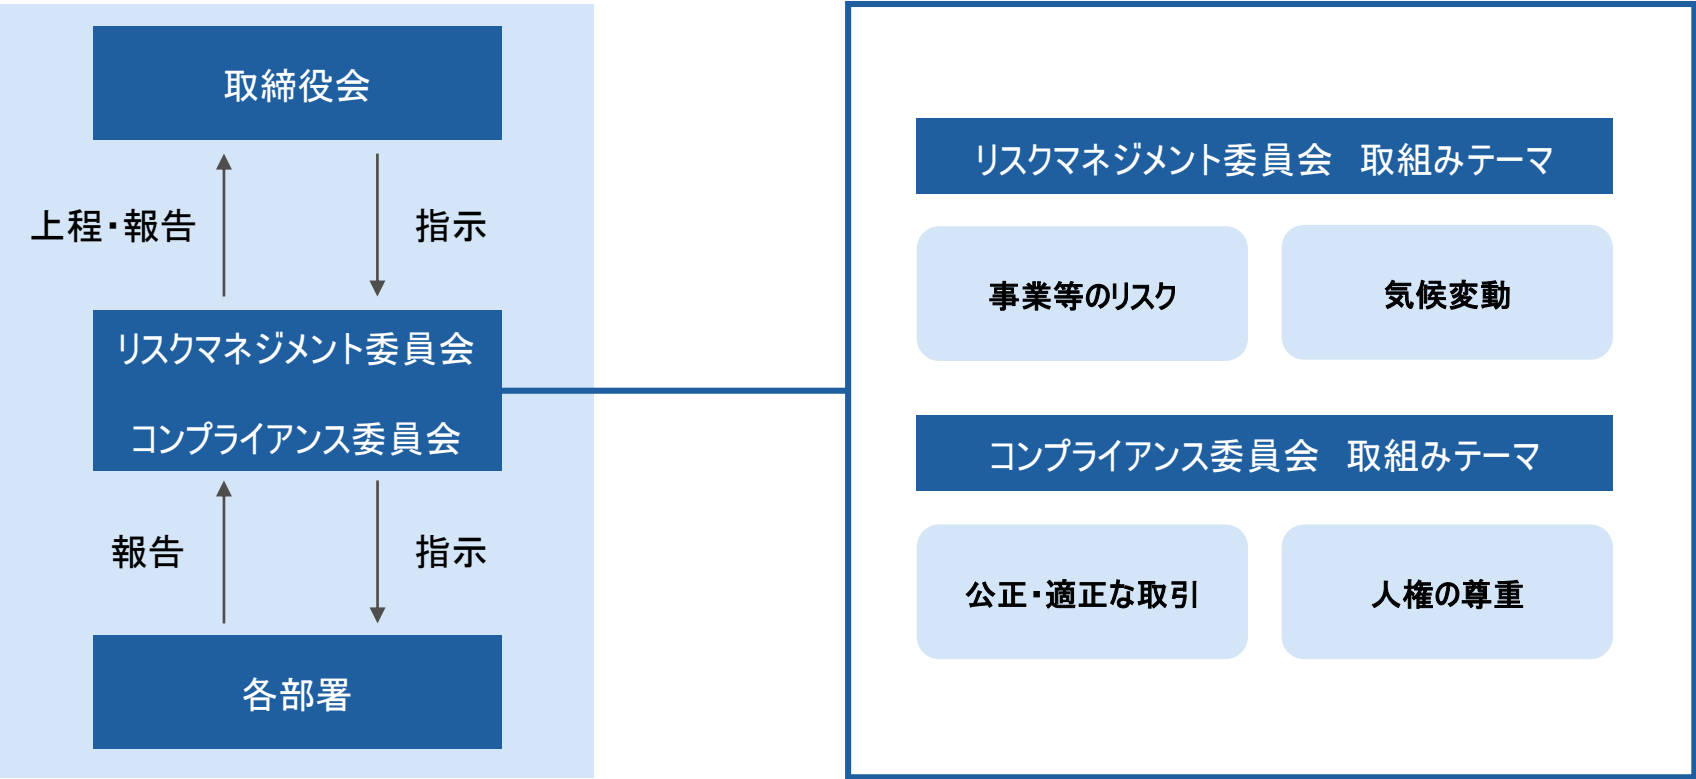 取締役会
上程・報告
指示
リスクマネジメント委員会
コンプライアンス委員会
報告
指示
各部署
リスクマネジメント委員会　取組みテーマ
事業等のリスク
気候変動
コンプライアンス委員会　取組みテーマ
公正・適正な取引
人権の尊重